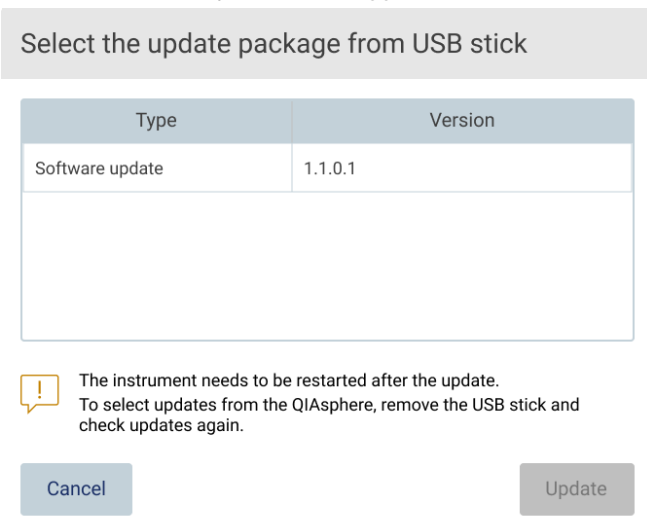 Select the update package from USB stick
Type Version
Software update 1.1.0.1
!
The instrument needs to be restarted after the update.
To select updates from the QIAsphere, remove the USB stick and
check updates again.
Cancel Update